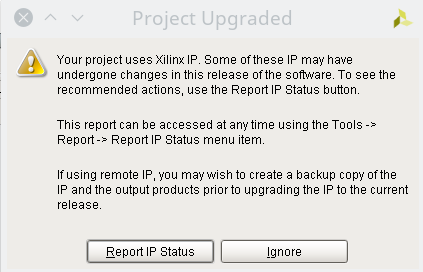 Project Upgraded
Your project uses Xilinx IP. Some of these IP may have
undergone changes in this release of the software. To see the
recommended actions, use the Report IP Status button.
This report can be accessed at any time using the Tools ->
Report -> Report IP Status menu item.
If using remote IP, you may wish to create a backup copy of the
IP and the output products prior to upgrading the IP to the current
release.
Report IP Status
Ignore